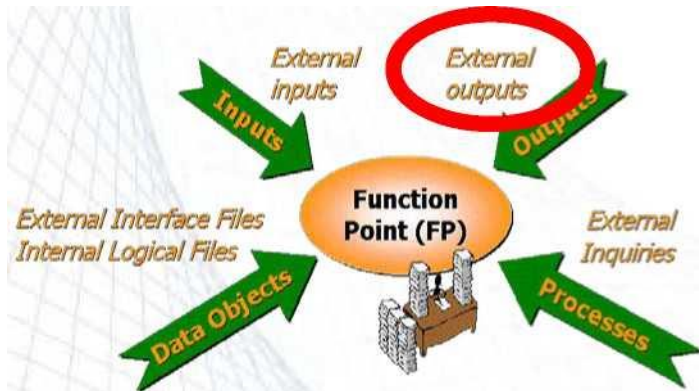 External
inputs
External
outputs
Inputs
Outputs
Function
Point (FP)
External Interface Files
Internal Logical Files
External
Inquiries
Data Objects
Processes